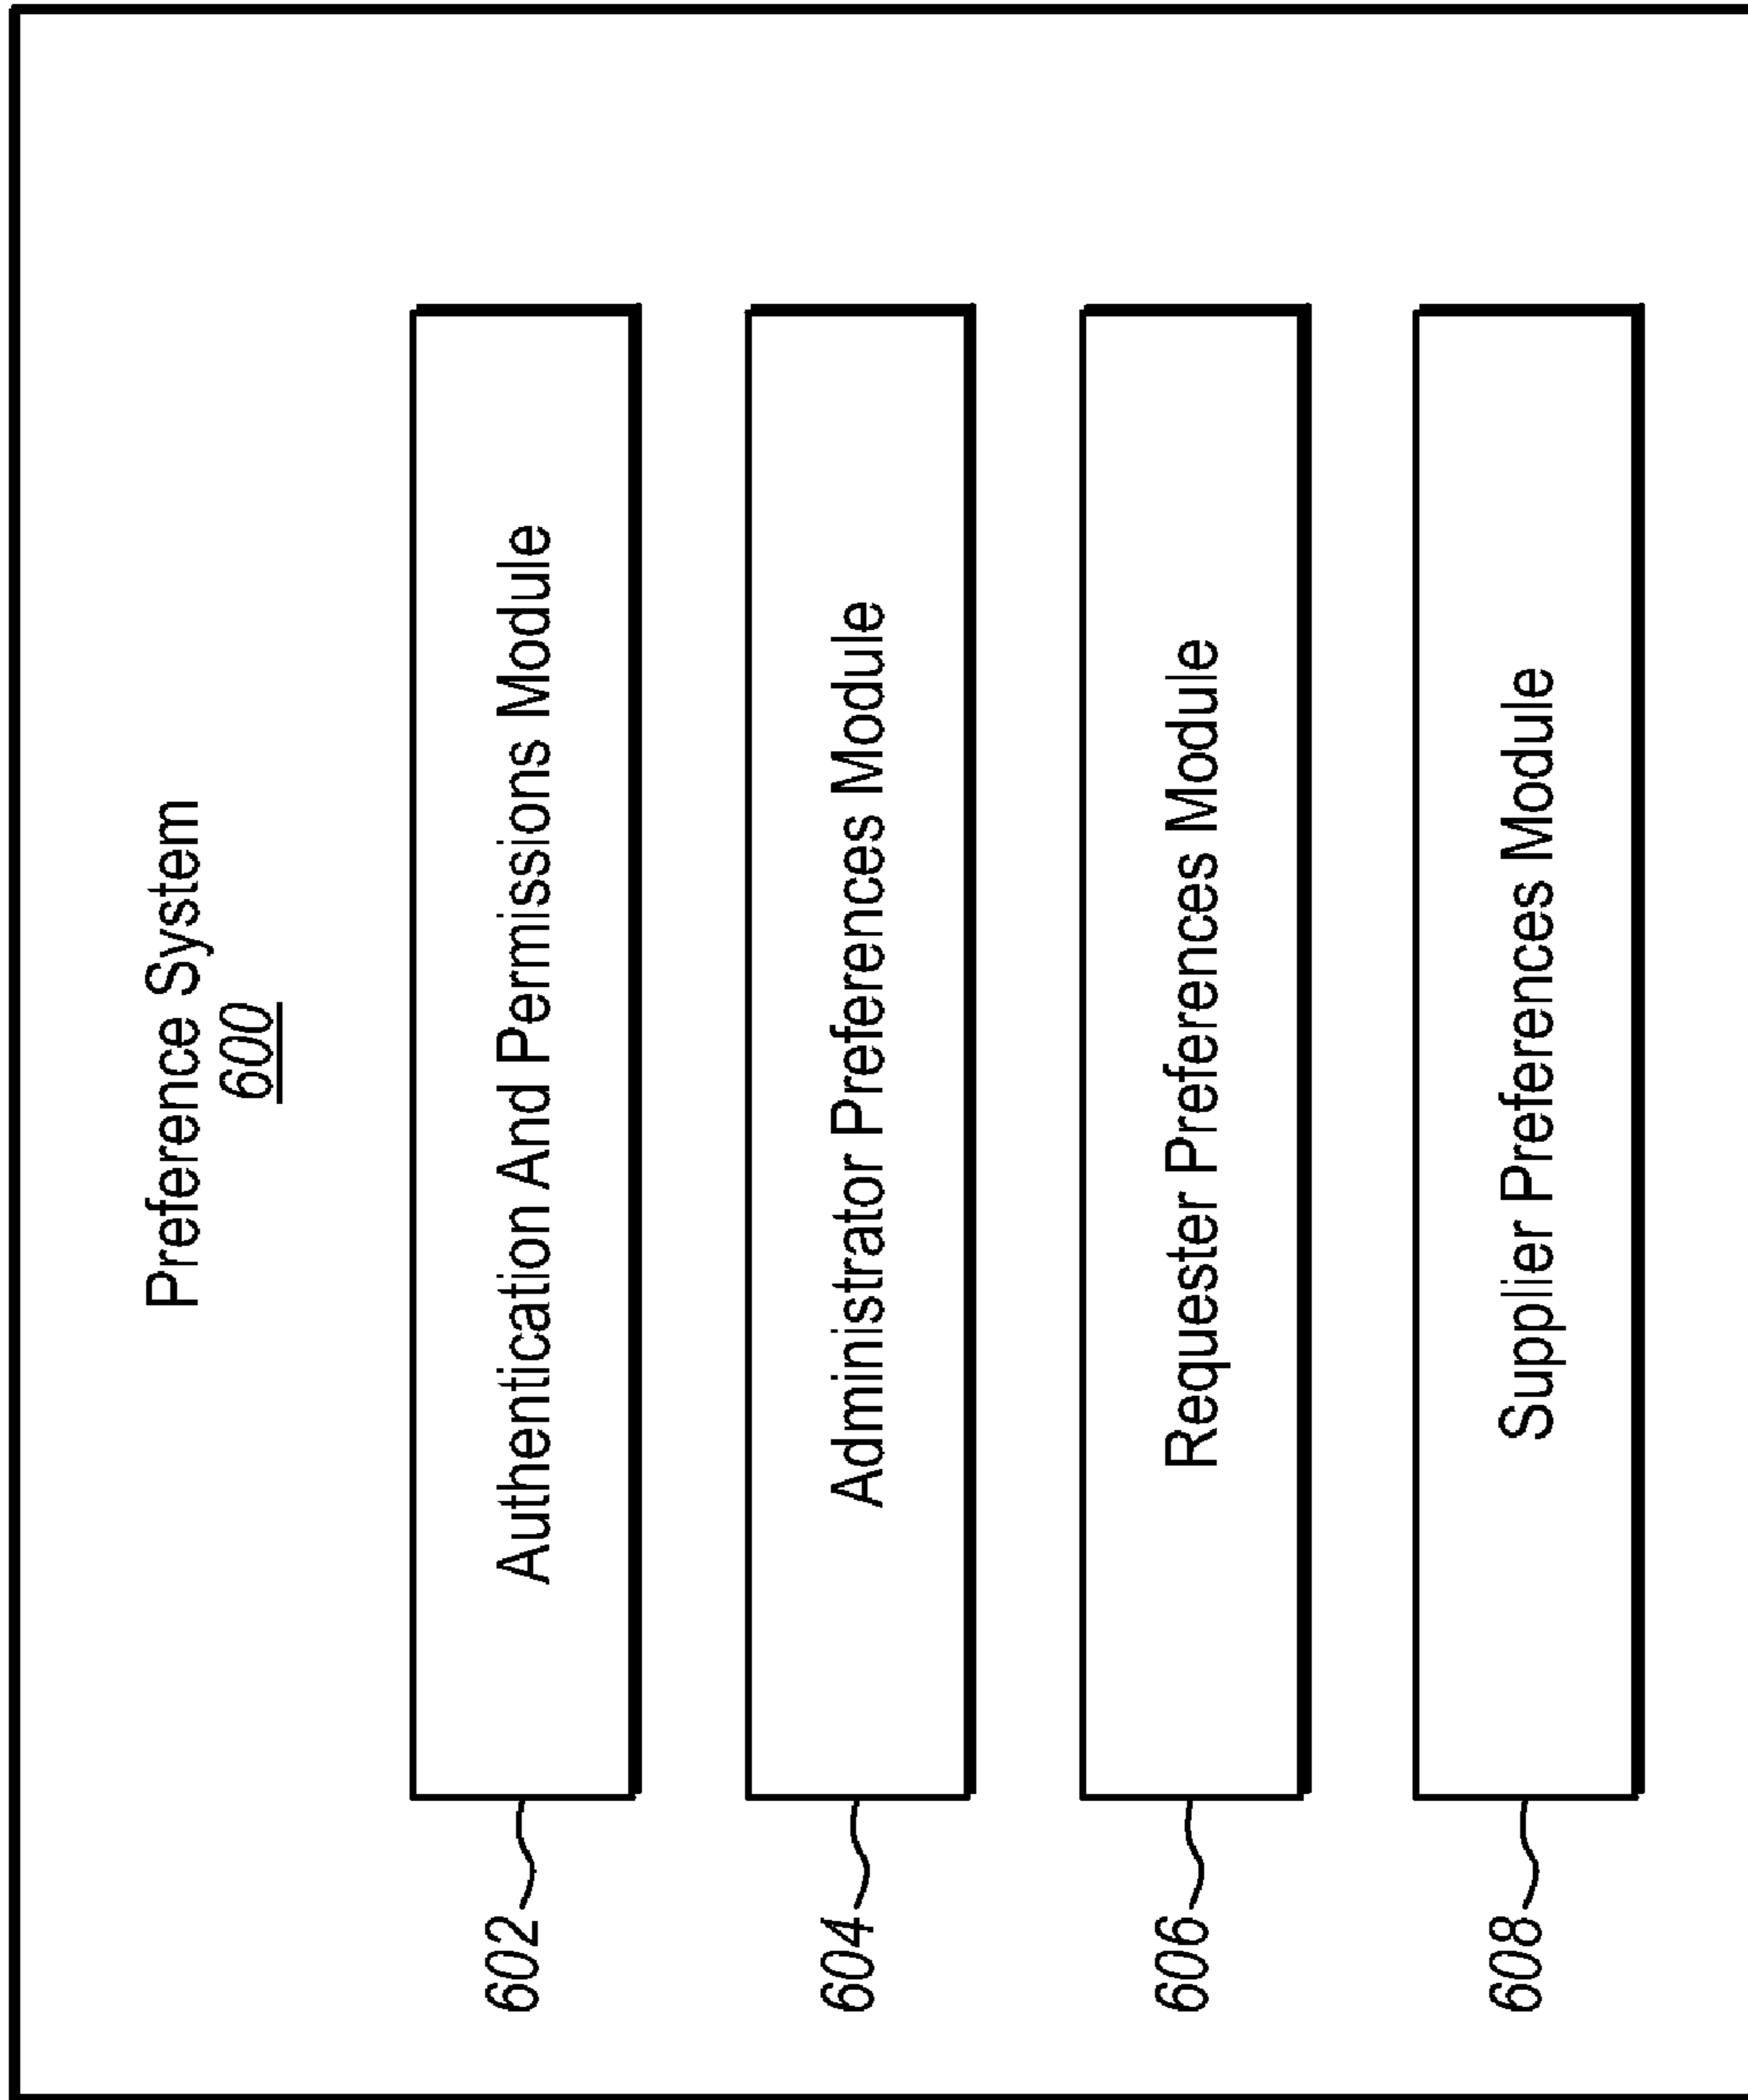 Preference System
600
602
Authentication And Permissions Module
604
Administrator Preferences Module
606
Requester Preferences Module
608
Supplier Preferences Module